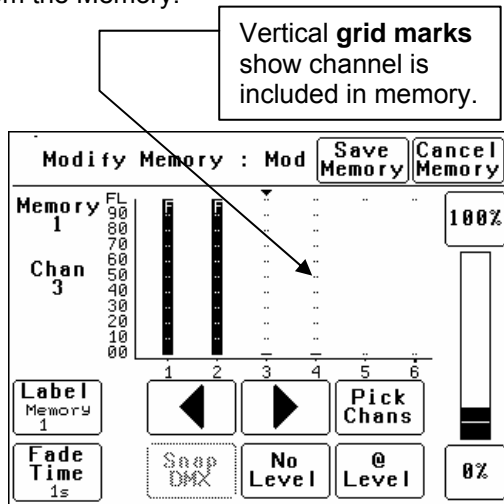 om the Memory.
Vertical grid marks
show channel is
included in memory.
Modify Memory : Mod
Save
Memory
Cancel
Memory
Memory
1
Chan
3
FL
90
80
70
60
50
40
30
20
10
00
F F
1 2 3 4 5 6
100%
Label
Memory
1
Pick
Chans
Fade
Time
1s
Snap
DMX
No
Level
@
Level
0%